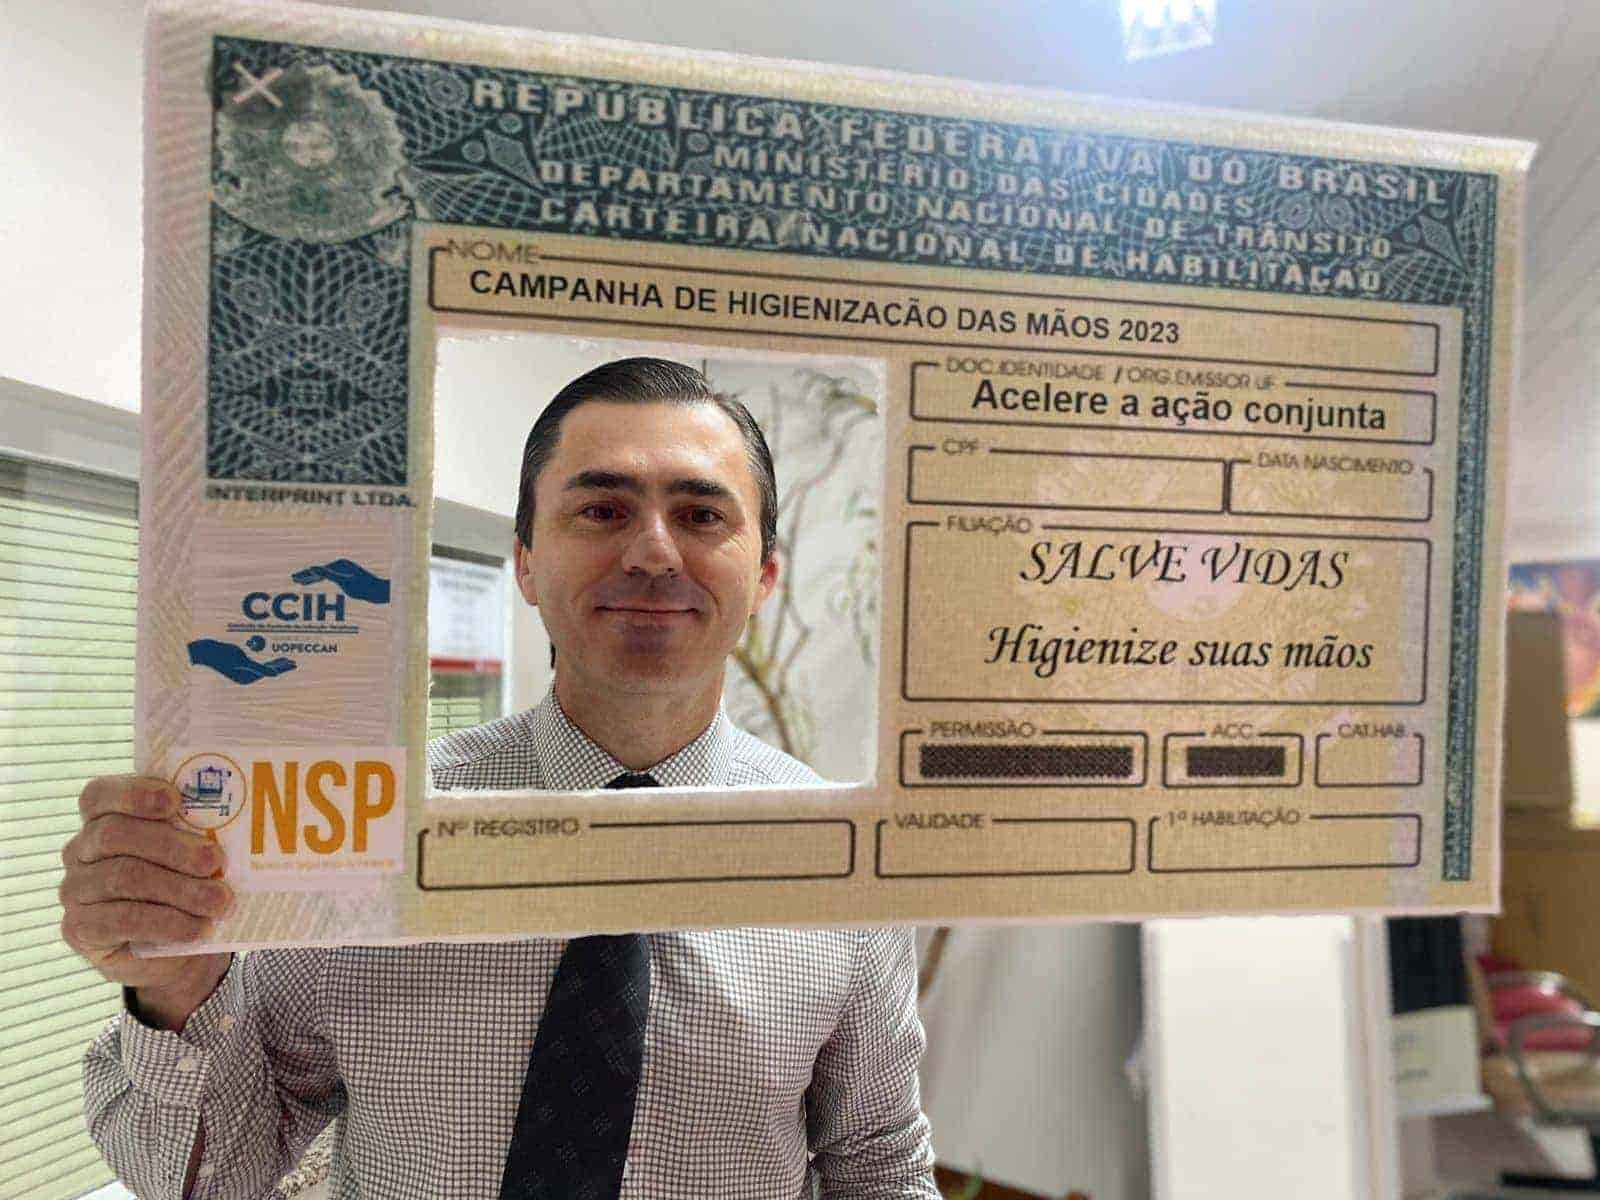 REPÚBLICA FEDERATIVA DO BRASIL
MINISTÉRIO DAS CIDADES
DEPARTAMENTO NACIONAL DE TRÂNSITO
CARTEIRA NACIONAL DE HABILITAÇÃO
NOME
CAMPANHA DE HIGIENIZAÇÃO DAS MÃOS 2023
DOC.IDENTIDADE / ORG.EMISSOR UF
Acelere a ação conjunta
CPF
DATA NASCIMENTO
FILIAÇÃO
SALVE VIDAS
Higienize suas mãos
PERMISSÃO
ACC
CAT.HAB.
Nº REGISTRO
VALIDADE
1ª HABILITAÇÃO
INTERPRINT LTDA.
CCIH
UOPECCAN
NSP